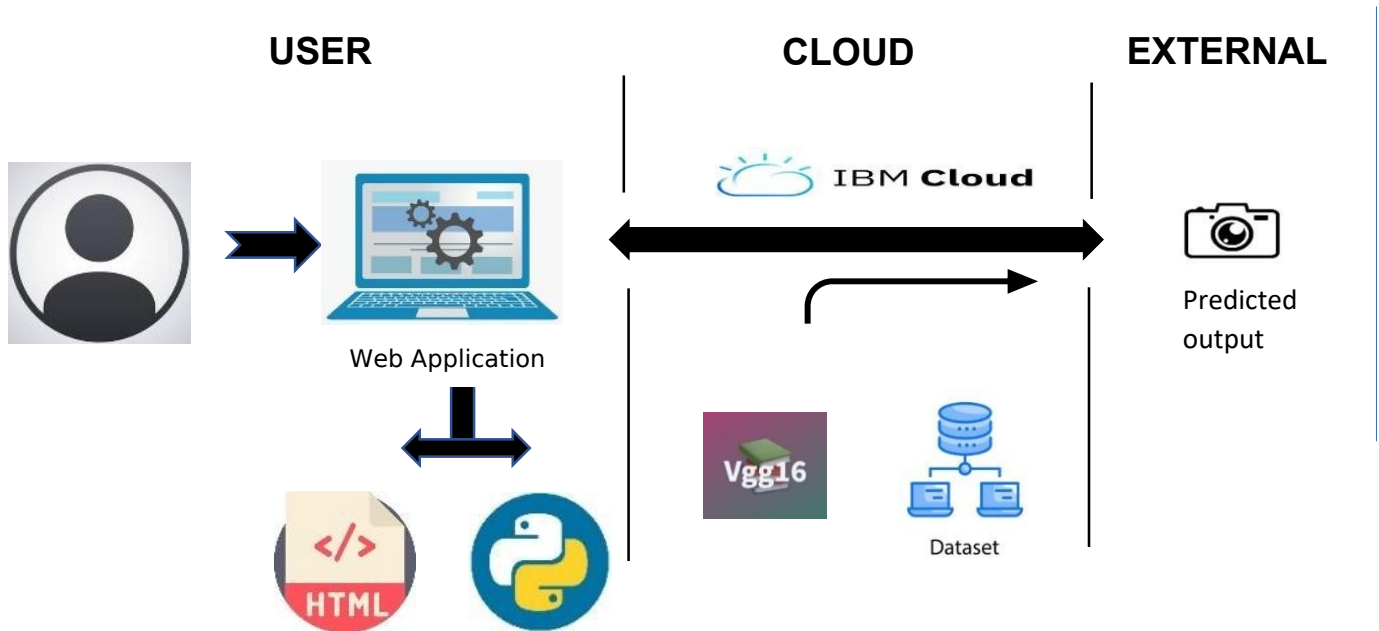 USER
CLOUD
EXTERNAL
IBM Cloud
Web Application
Predicted
output
Vgg16
Dataset
</>
HTML